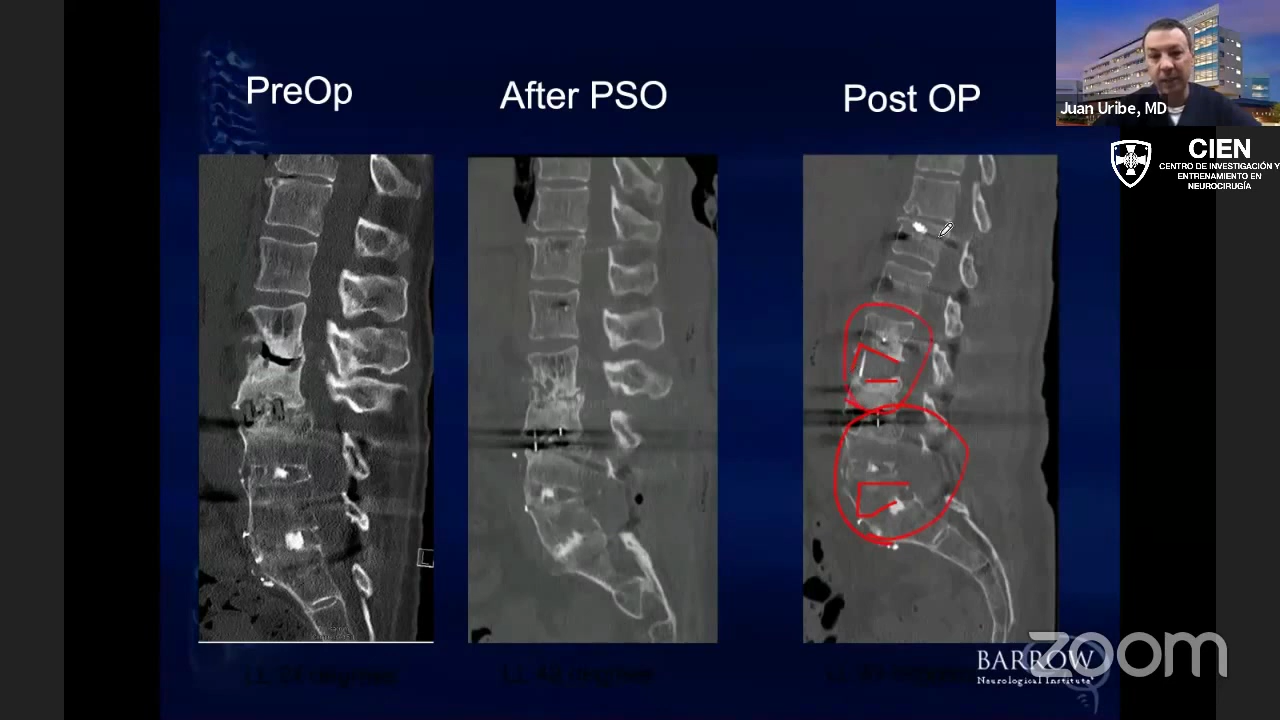 PreOp
After PSO
Post OP
Juan Uribe, MD
CIEN
CENTRO DE INVESTIGACIÓN Y
ENTRENAMIENTO EN
NEUROCIRUGÍA
L
BARROW
Neurological Institute
zoom